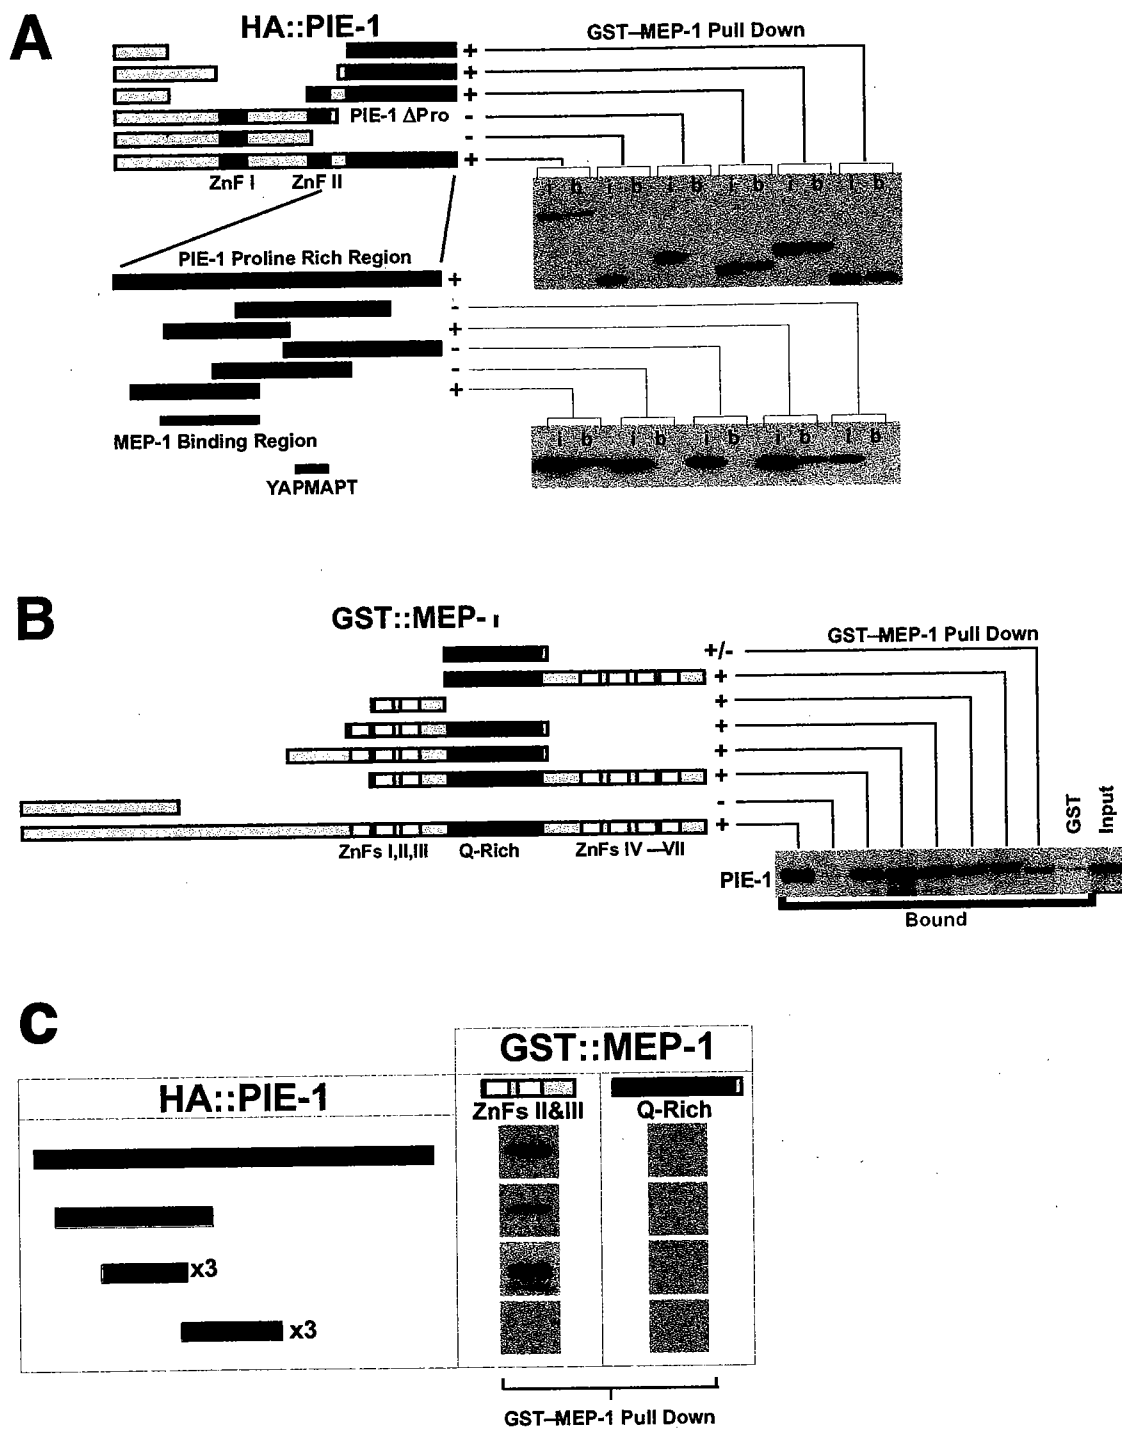 A
HA::PIE-1
GST–MEP-1 Pull Down
+
+
+
PIE-1 ΔPro
-
-
+
ZnF I
ZnF II
i b i b i b i b i b i b
PIE-1 Proline Rich Region
+
-
+
-
-
+
MEP-1 Binding Region
i b i b i b i b i b
YAPMAPT
B
GST::MEP-1
GST–MEP-1 Pull Down
+/-
+
+
+
+
+
-
+
GST
Input
ZnFs I,II,III
Q-Rich
ZnFs IV –VII
PIE-1
Bound
C
GST::MEP-1
HA::PIE-1
ZnFs II&III
Q-Rich
x3
x3
GST–MEP-1 Pull Down